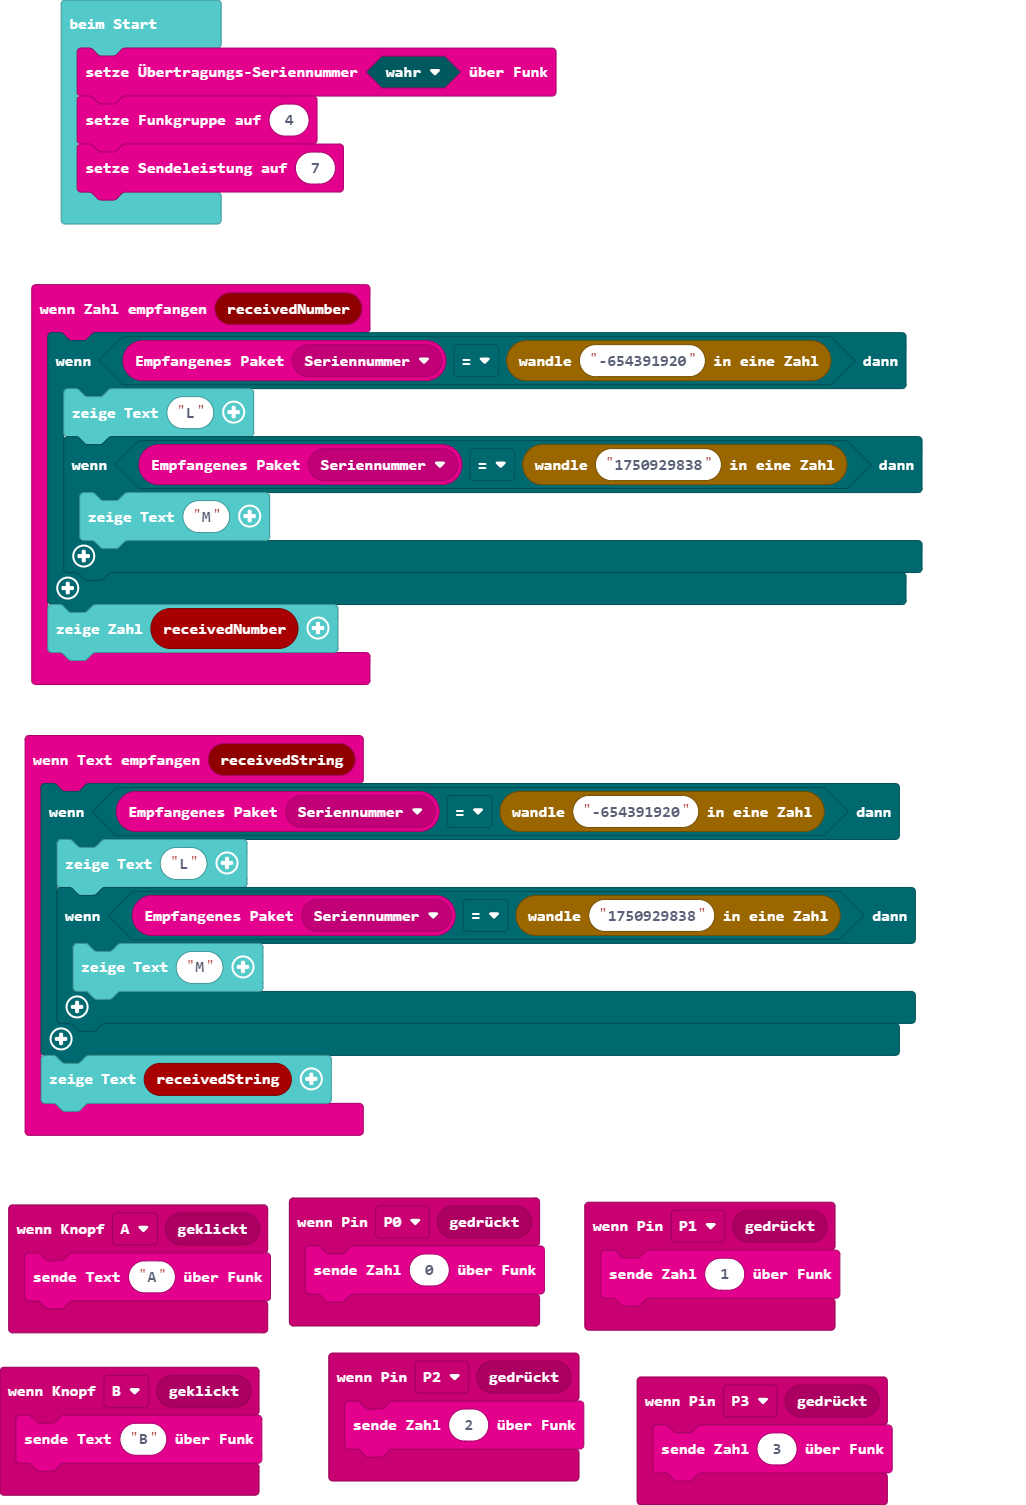 beim Start
setze Übertragungs-Seriennummer wahr über Funk
setze Funkgruppe auf 4
setze Sendeleistung auf 7
wenn Zahl empfangen receivedNumber
wenn Empfangenes Paket Seriennummer = wandle "-654391920" in eine Zahl dann
zeige Text "L"
wenn Empfangenes Paket Seriennummer = wandle "1750929838" in eine Zahl dann
zeige Text "M"
zeige Zahl receivedNumber
wenn Text empfangen receivedString
wenn Empfangenes Paket Seriennummer = wandle "-654391920" in eine Zahl dann
zeige Text "L"
wenn Empfangenes Paket Seriennummer = wandle "1750929838" in eine Zahl dann
zeige Text "M"
zeige Text receivedString
wenn Knopf A geklickt
sende Text "A" über Funk
wenn Pin P0 gedrückt
sende Zahl 0 über Funk
wenn Pin P1 gedrückt
sende Zahl 1 über Funk
wenn Knopf B geklickt
sende Text "B" über Funk
wenn Pin P2 gedrückt
sende Zahl 2 über Funk
wenn Pin P3 gedrückt
sende Zahl 3 über Funk